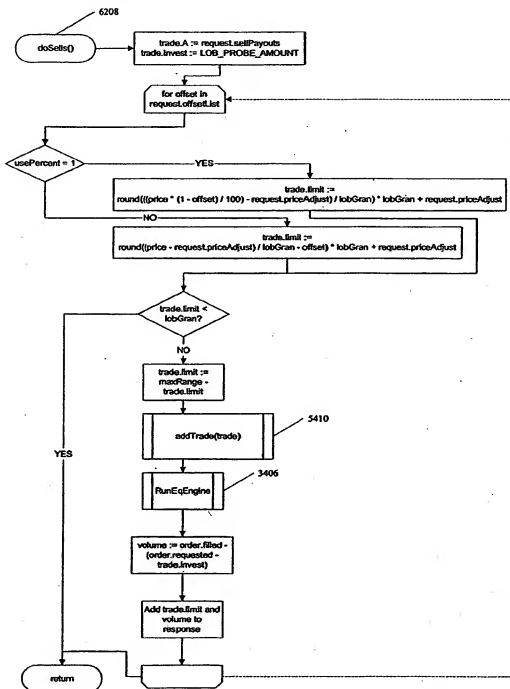 6208
doSells()
trade.A := request.sellPayouts
trade.invest := LOB_PROBE_AMOUNT
for offset in
request.offsetList
usePercent = 1
YES
trade.limit :=
round(((price * (1 - offset) / 100) - request.priceAdjust) / lobGran) * lobGran + request.priceAdjust
NO
trade.limit :=
round((price - request.priceAdjust) / lobGran - offset) * lobGran + request.priceAdjust
trade.limit <
lobGran?
NO
trade.limit :=
maxRange -
trade.limit
5410
addTrade(trade)
YES
3406
RunEqEngine
volume := order.filled -
(order.requested -
trade.invest)
Add trade.limit and
volume to
response
return